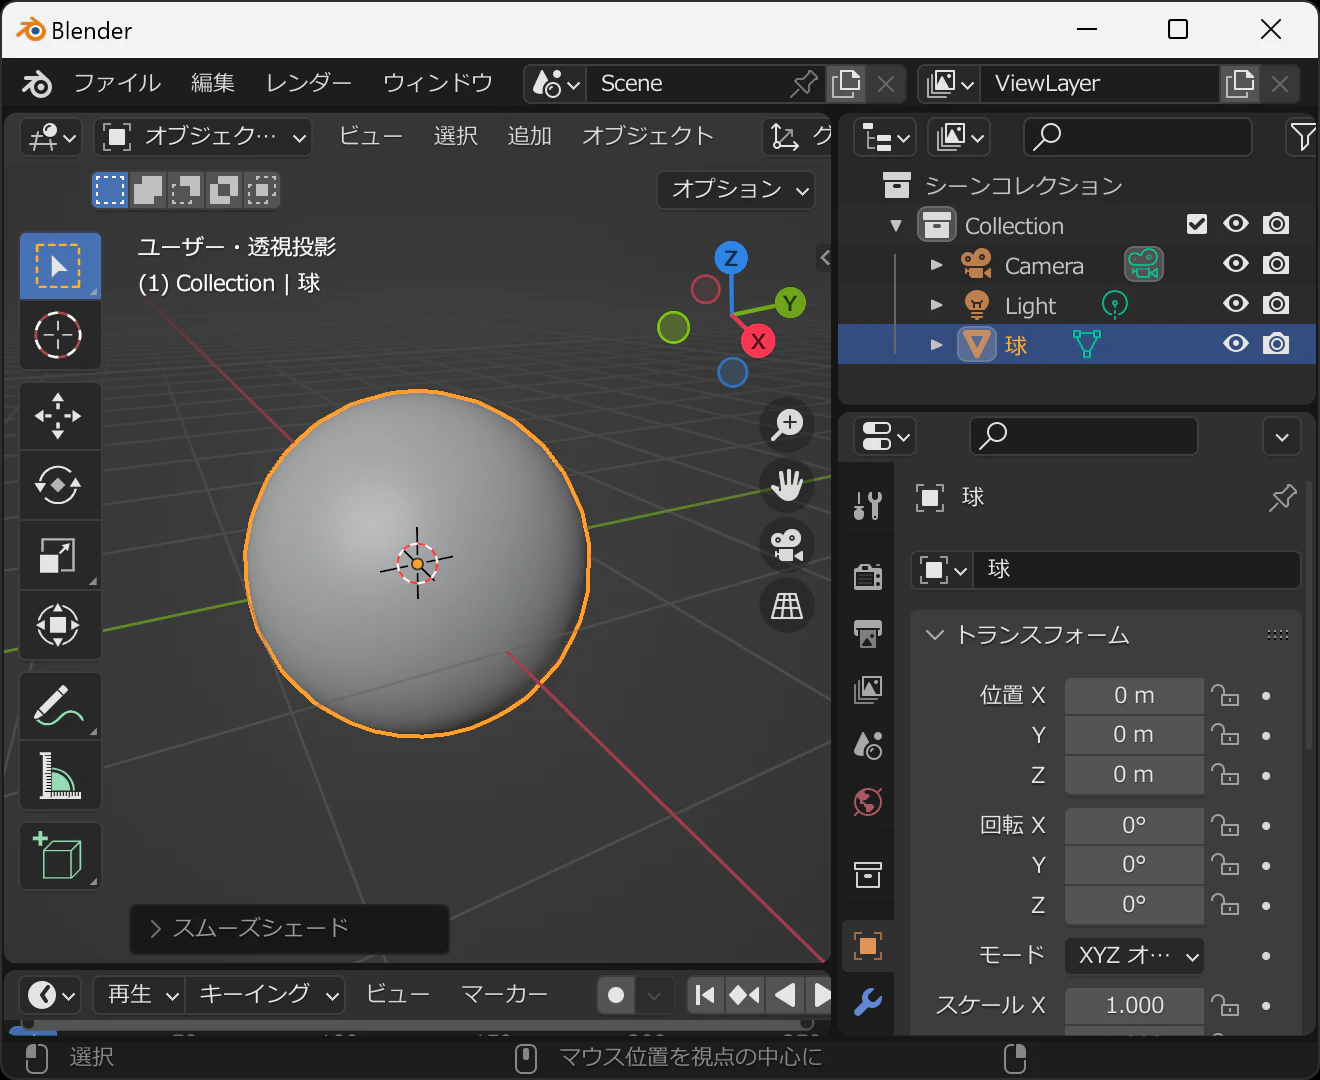 Blender
ファイル 編集 レンダー ウィンドウ Scene ViewLayer
オブジェク… ビュー 選択 追加 オブジェクト グ
オプション
ユーザー・透視投影
(1) Collection | 球
Z
Y
X
スムーズシェード
シーンコレクション
Collection
Camera
Light
球
球
球
トランスフォーム
位置 X 0 m
Y 0 m
Z 0 m
回転 X 0°
Y 0°
Z 0°
モード XYZ オ…
スケール X 1.000
再生 キーイング ビュー マーカー
選択 マウス位置を視点の中心に